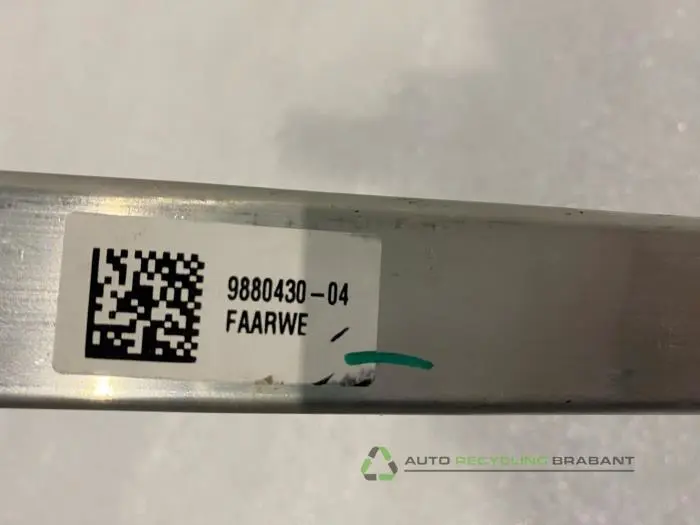 9880430-04
FAARWE
AUTO RECYCLING BRABANT